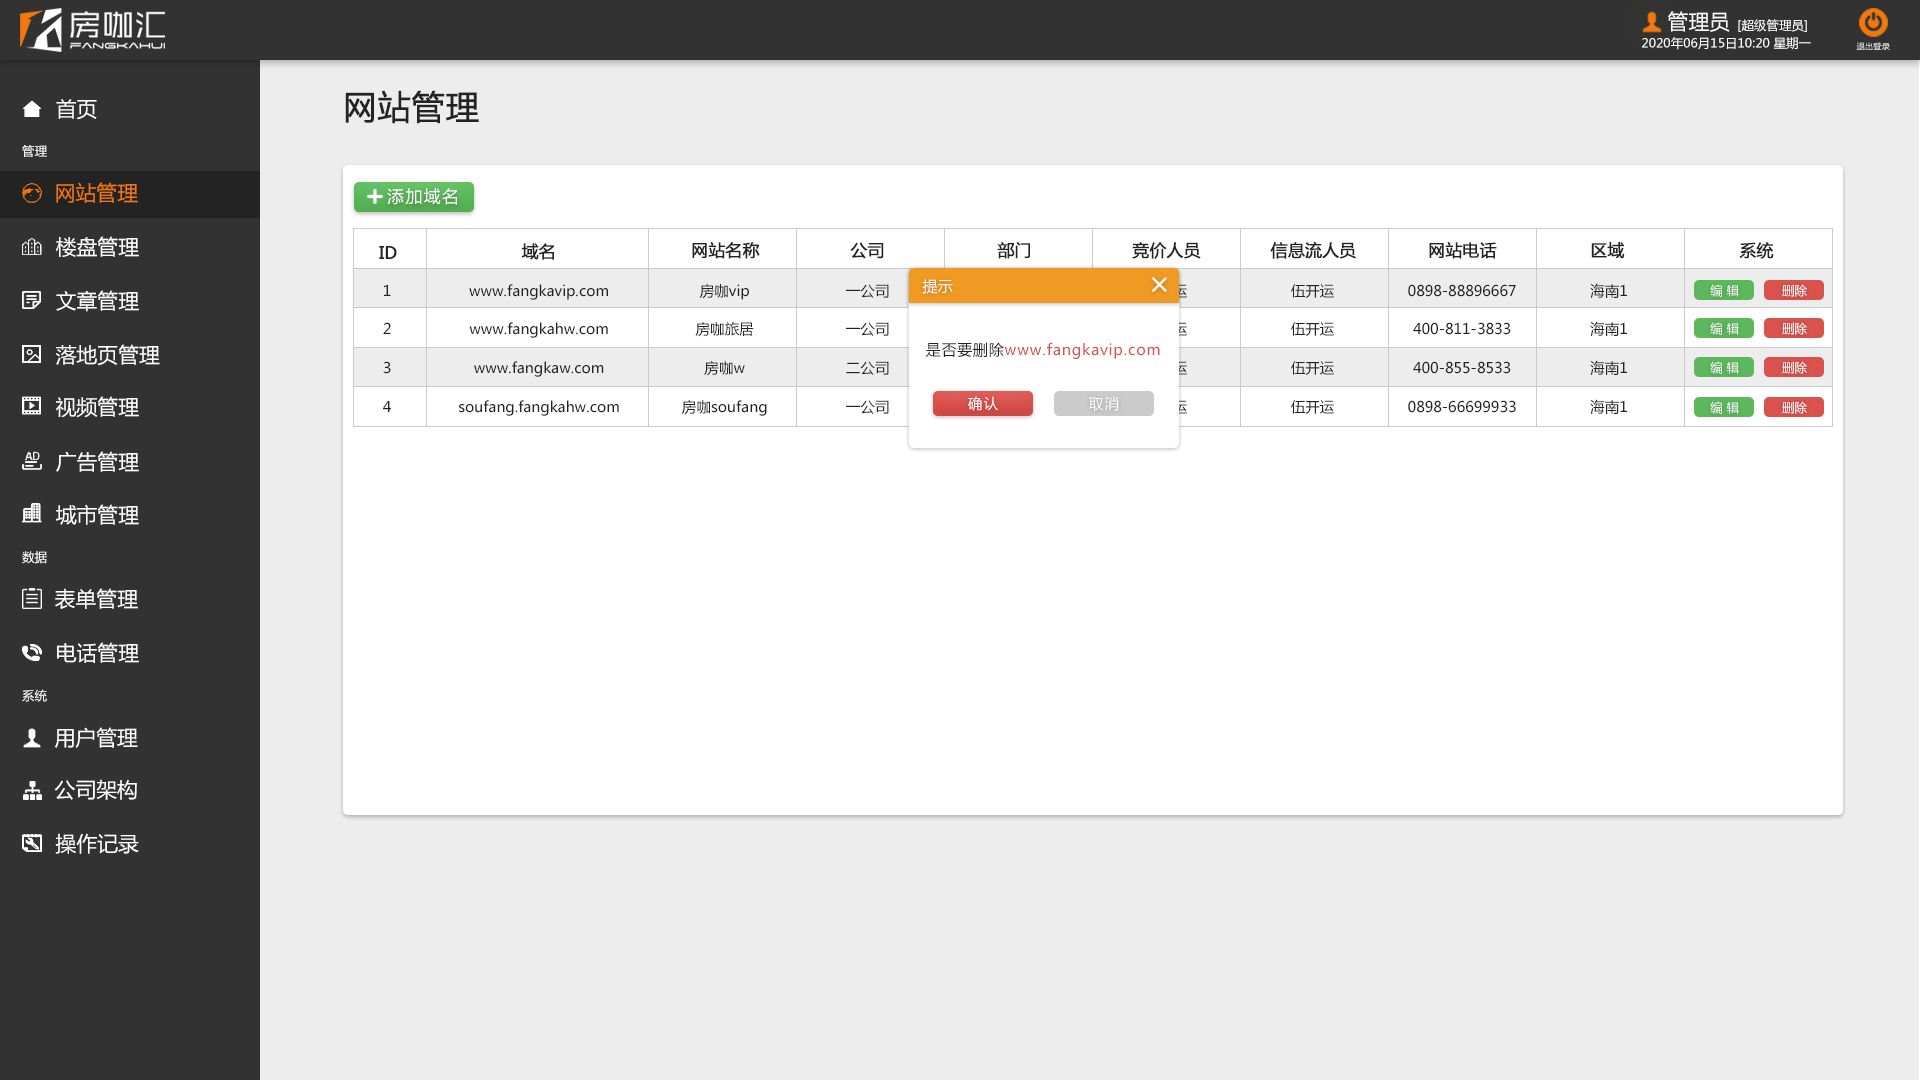 房咖汇
FANGKAHUI
管理员 [超级管理员]
2020年06月15日10:20 星期一
退出登录
首页
管理
网站管理
楼盘管理
文章管理
落地页管理
视频管理
广告管理
城市管理
数据
表单管理
电话管理
系统
用户管理
公司架构
操作记录
网站管理
添加域名
ID 域名 网站名称 公司 部门 竞价人员 信息流人员 网站电话 区域 系统
1 www.fangkavip.com 房咖vip 一公司 伍开运 0898-88896667 海南1 编辑 删除
2 www.fangkahw.com 房咖旅居 一公司 伍开运 400-811-3833 海南1 编辑 删除
3 www.fangkaw.com 房咖w 二公司 伍开运 400-855-8533 海南1 编辑 删除
4 soufang.fangkahw.com 房咖soufang 一公司 伍开运 0898-66699933 海南1 编辑 删除
提示
是否要删除www.fangkavip.com
确认 取消